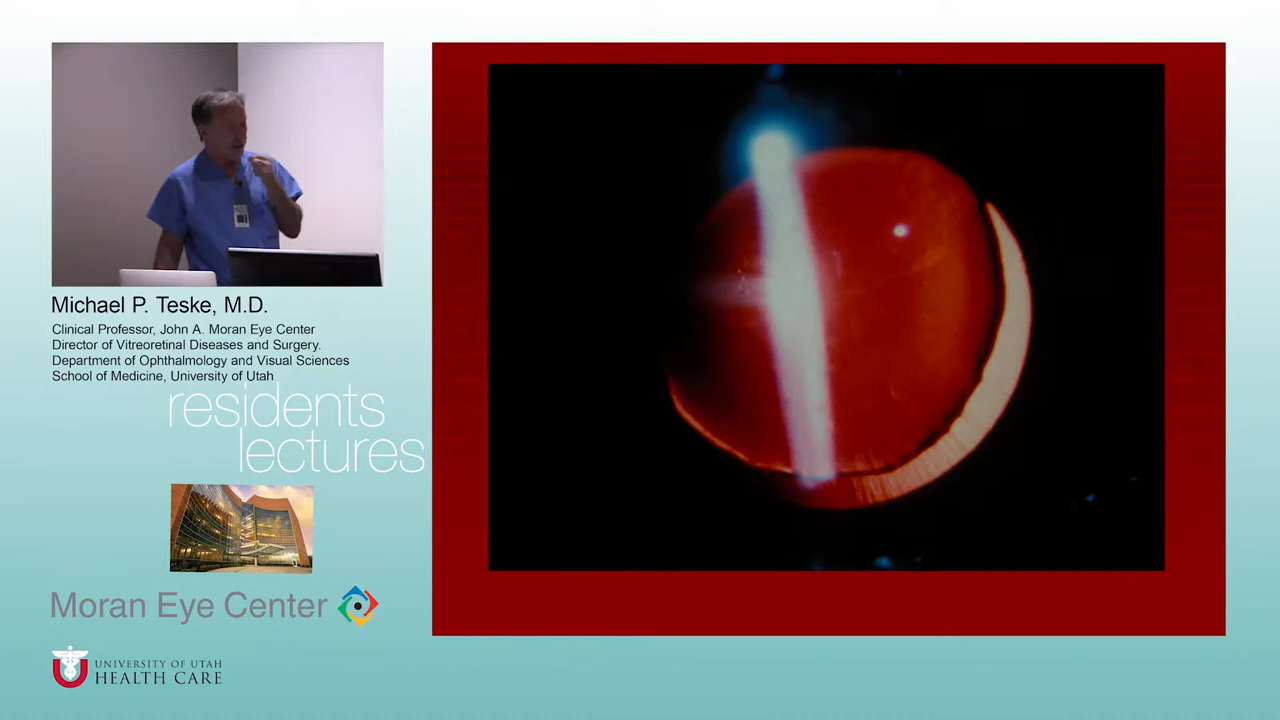 Michael P. Teske, M.D.
Clinical Professor, John A. Moran Eye Center
Director of Vitreoretinal Diseases and Surgery.
Department of Ophthalmology and Visual Sciences
School of Medicine, University of Utah
residents
lectures
Moran Eye Center
UNIVERSITY OF UTAH
HEALTH CARE